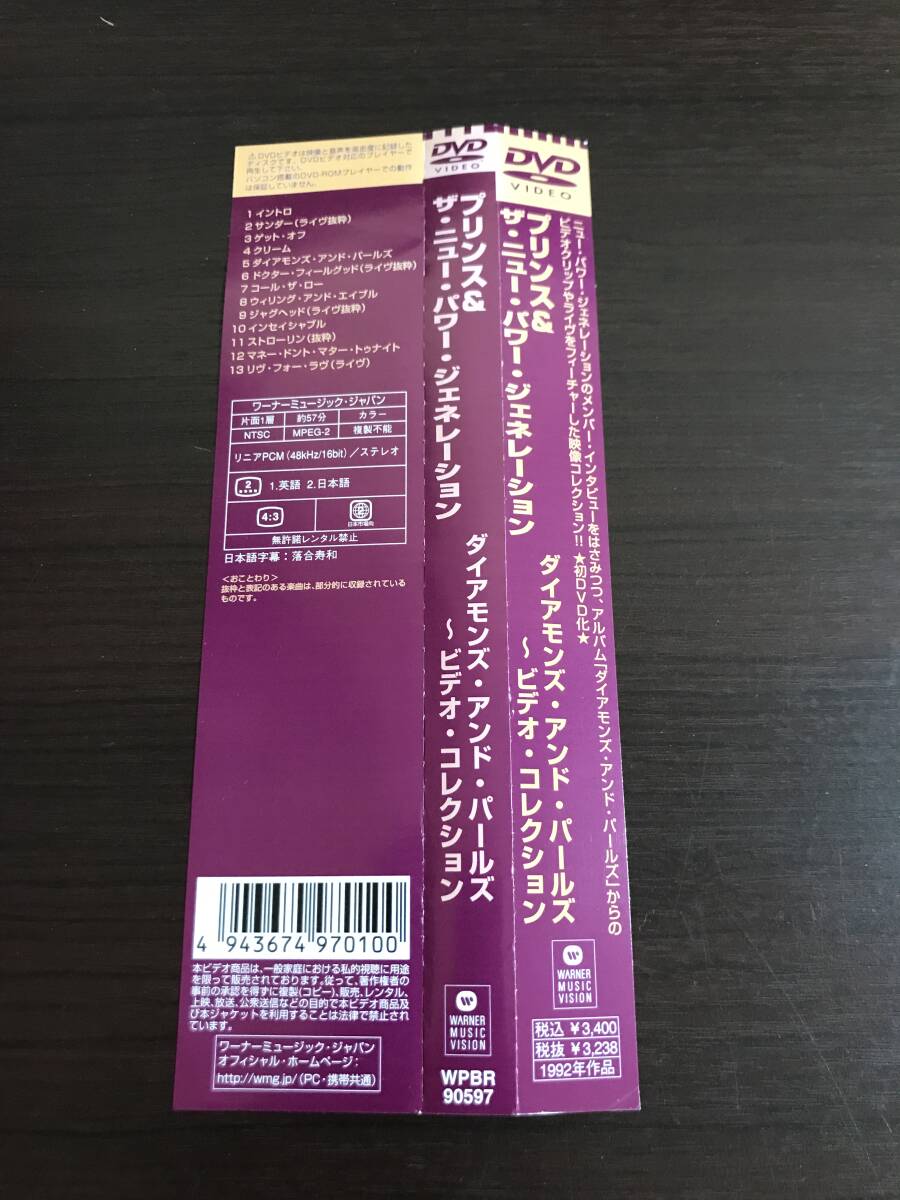 ⚠DVDビデオは映像と音声を高密度に記録した
ディスクです。DVDビデオ対応のプレイヤーで
再生して下さい。
パソコン搭載のDVD-ROMプレイヤーでの動作
は保証していません。
1 イントロ
2 サンダー(ライヴ抜粋)
3 ゲット・オフ
4 クリーム
5 ダイアモンズ・アンド・パールズ
6 ドクター・フィールグッド(ライヴ抜粋)
7 コール・ザ・ロー
8 ウィリング・アンド・エイブル
9 ジャグヘッド(ライヴ抜粋)
10 インセイシャブル
11 ストローリン(抜粋)
12 マネー・ドント・マター・トゥナイト
13 リヴ・フォー・ラヴ(ライヴ)
ワーナーミュージック・ジャパン
片面1層 約57分 カラー
NTSC MPEG-2 複製不能
リニアPCM(48kHz/16bit)/ステレオ
2 1.英語 2.日本語
4:3 2 日本市場向
無許諾レンタル禁止
日本語字幕:落合寿和
<おことわり>
抜粋と表記のある楽曲は、部分的に収録されている
ものです。
4 943674 970100
本ビデオ商品は、一般家庭における私的視聴に用途
を限って販売されております。従って、著作権者の
事前の承認を得ずに複製(コピー)、販売、レンタル、
上映、放送、公衆送信などの目的で本ビデオ商品及
び本ジャケットを利用することは法律で禁止され
ています。
ワーナーミュージック・ジャパン
オフィシャル・ホームページ:
http://wmg.jp/(PC・携帯共通)
DVD
VIDEO
プリンス&
ザ・ニュー・パワー・ジェネレーション
ダイアモンズ・アンド・パールズ
〜ビデオ・コレクション
WARNER
MUSIC
VISION
WPBR
90597
DVD
VIDEO
ニュー・パワー・ジェネレーションのメンバー・インタビューをはさみつつ、アルバム「ダイアモンズ・アンド・パールズ」からの
ビデオクリップやライヴをフィーチャーした映像コレクション!! ★初DVD化★
プリンス&
ザ・ニュー・パワー・ジェネレーション
ダイアモンズ・アンド・パールズ
〜ビデオ・コレクション
WARNER
MUSIC
VISION
税込 ¥3,400
税抜 ¥3,238
1992年作品